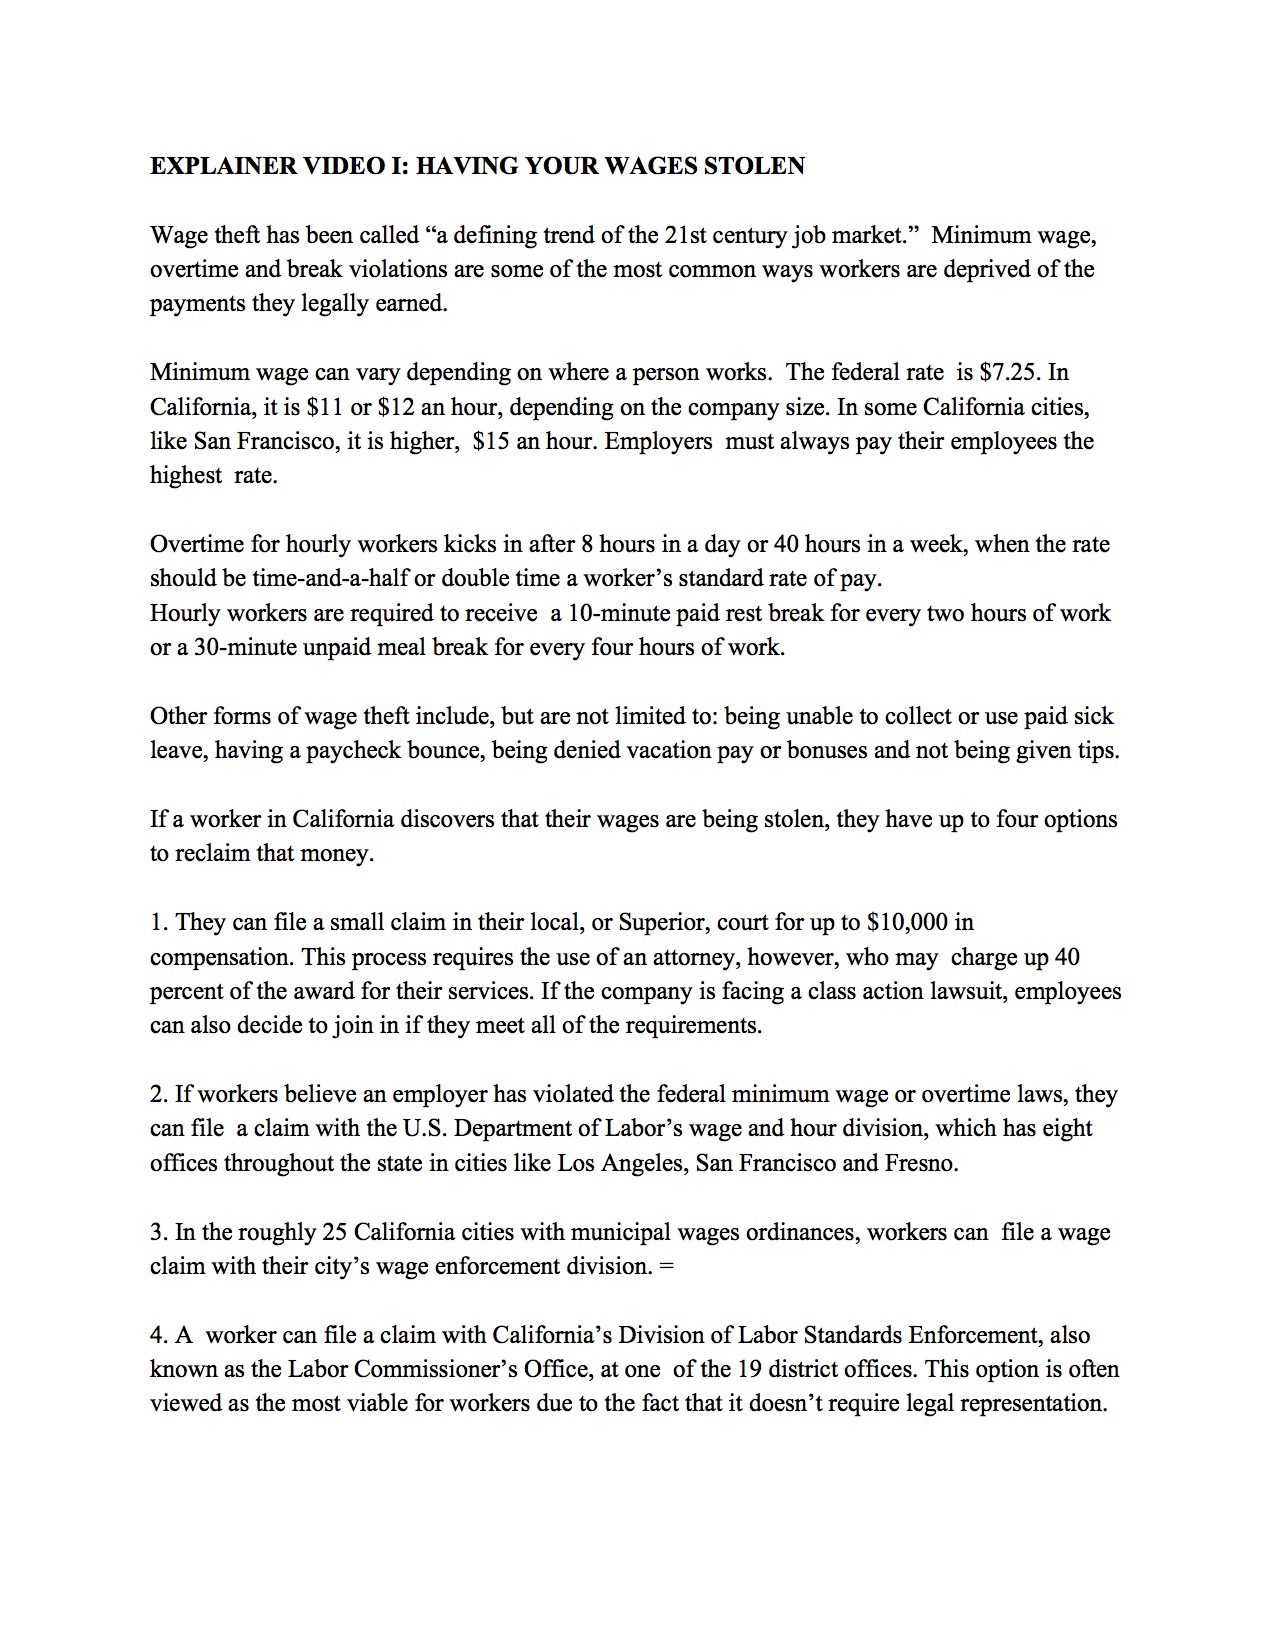 EXPLAINER VIDEO I: HAVING YOUR WAGES STOLEN
Wage theft has been called “a defining trend of the 21st century job market.”  Minimum wage,
overtime and break violations are some of the most common ways workers are deprived of the
payments they legally earned.
Minimum wage can vary depending on where a person works.  The federal rate  is $7.25. In
California, it is $11 or $12 an hour, depending on the company size. In some California cities,
like San Francisco, it is higher,  $15 an hour. Employers  must always pay their employees the
highest  rate.
Overtime for hourly workers kicks in after 8 hours in a day or 40 hours in a week, when the rate
should be time-and-a-half or double time a worker’s standard rate of pay.
Hourly workers are required to receive  a 10-minute paid rest break for every two hours of work
or a 30-minute unpaid meal break for every four hours of work.
Other forms of wage theft include, but are not limited to: being unable to collect or use paid sick
leave, having a paycheck bounce, being denied vacation pay or bonuses and not being given tips.
If a worker in California discovers that their wages are being stolen, they have up to four options
to reclaim that money.
1. They can file a small claim in their local, or Superior, court for up to $10,000 in
compensation. This process requires the use of an attorney, however, who may  charge up 40
percent of the award for their services. If the company is facing a class action lawsuit, employees
can also decide to join in if they meet all of the requirements.
2. If workers believe an employer has violated the federal minimum wage or overtime laws, they
can file  a claim with the U.S. Department of Labor’s wage and hour division, which has eight
offices throughout the state in cities like Los Angeles, San Francisco and Fresno.
3. In the roughly 25 California cities with municipal wages ordinances, workers can  file a wage
claim with their city’s wage enforcement division. =
4. A  worker can file a claim with California’s Division of Labor Standards Enforcement, also
known as the Labor Commissioner’s Office, at one  of the 19 district offices. This option is often
viewed as the most viable for workers due to the fact that it doesn’t require legal representation.